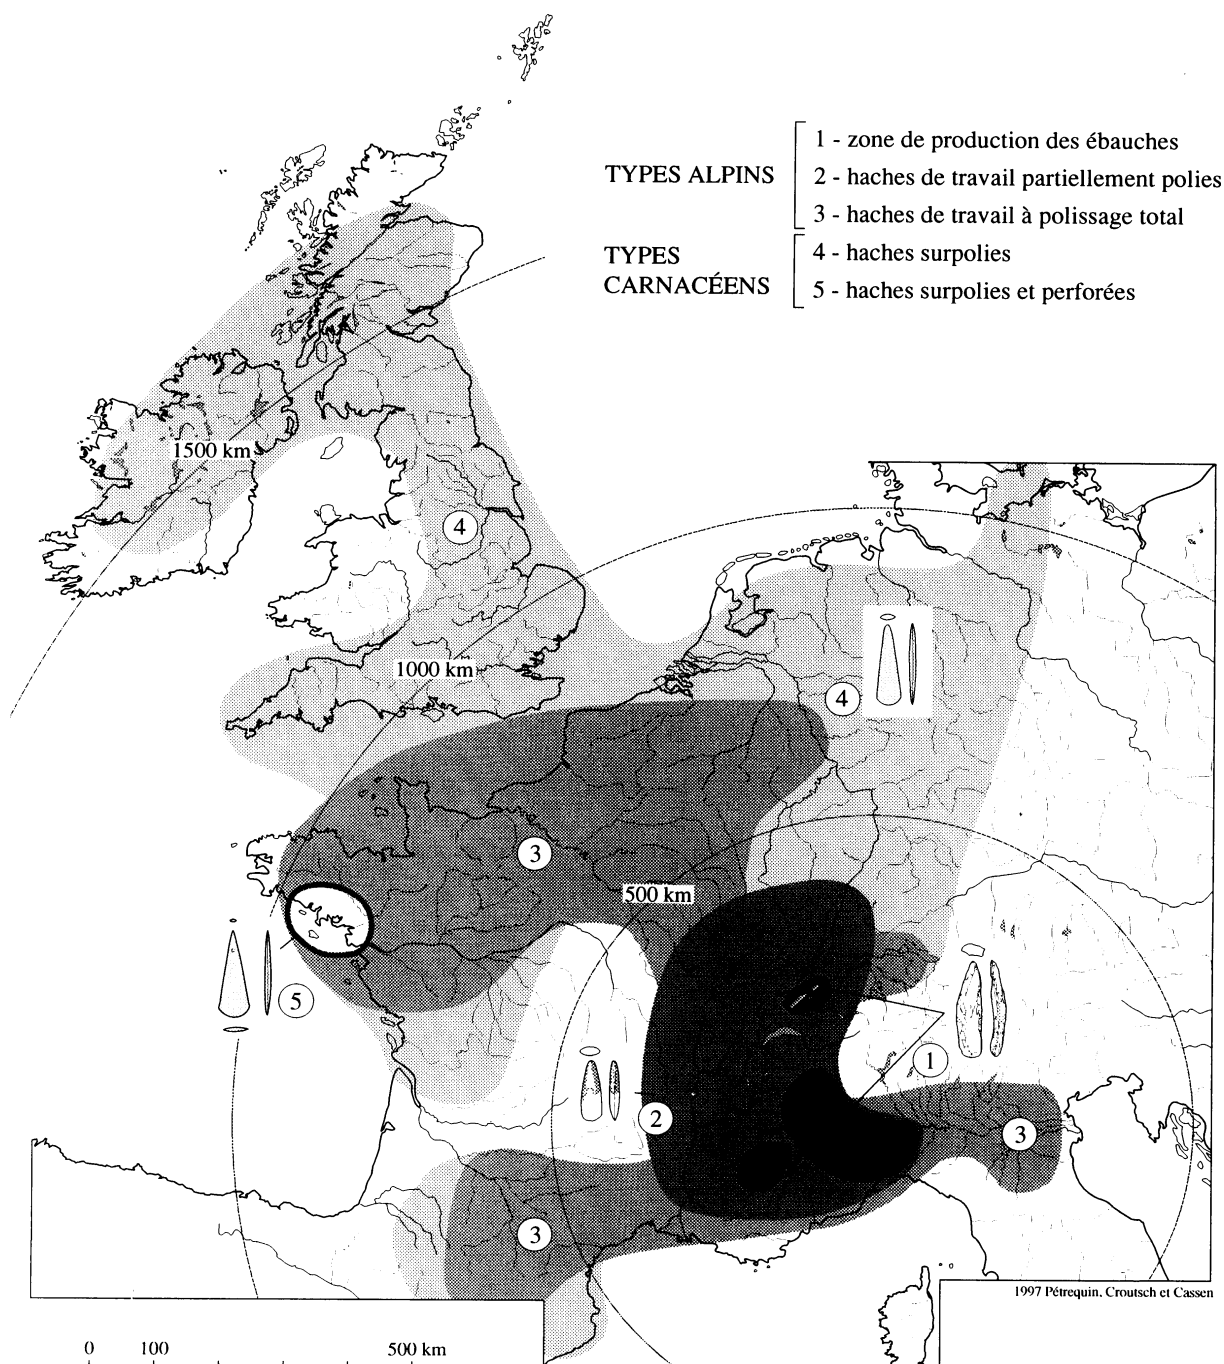 TYPES ALPINS
1 - zone de production des ébauches
2 - haches de travail partiellement polies
3 - haches de travail à polissage total
TYPES
CARNACÉENS
4 - haches surpolies
5 - haches surpolies et perforées
1500 km
4
1000 km
4
3
500 km
5
1
2
3
3
1997 Pétrequin, Croutsch et Cassen
0 100 500 km